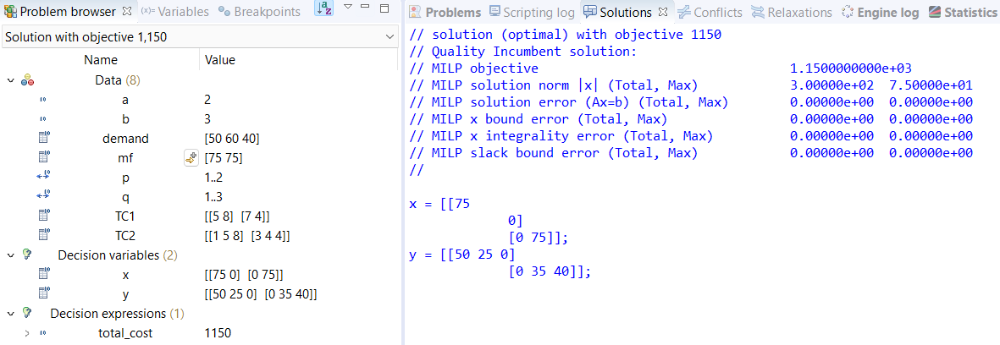 Problem browser (x)= Variables Breakpoints
Solution with objective 1,150
Name Value
Data (8)
a 2
b 3
demand [50 60 40]
mf [75 75]
p 1..2
q 1..3
TC1 [[5 8] [7 4]]
TC2 [[1 5 8] [3 4 4]]
Decision variables (2)
x [[75 0] [0 75]]
y [[50 25 0] [0 35 40]]
Decision expressions (1)
total_cost 1150
Problems Scripting log Solutions Conflicts Relaxations Engine log Statistics
// solution (optimal) with objective 1150
// Quality Incumbent solution:
// MILP objective 1.1500000000e+03
// MILP solution norm |x| (Total, Max) 3.00000e+02 7.50000e+01
// MILP solution error (Ax=b) (Total, Max) 0.00000e+00 0.00000e+00
// MILP x bound error (Total, Max) 0.00000e+00 0.00000e+00
// MILP x integrality error (Total, Max) 0.00000e+00 0.00000e+00
// MILP slack bound error (Total, Max) 0.00000e+00 0.00000e+00
//
x = [[75
0]
[0 75]];
y = [[50 25 0]
[0 35 40]];